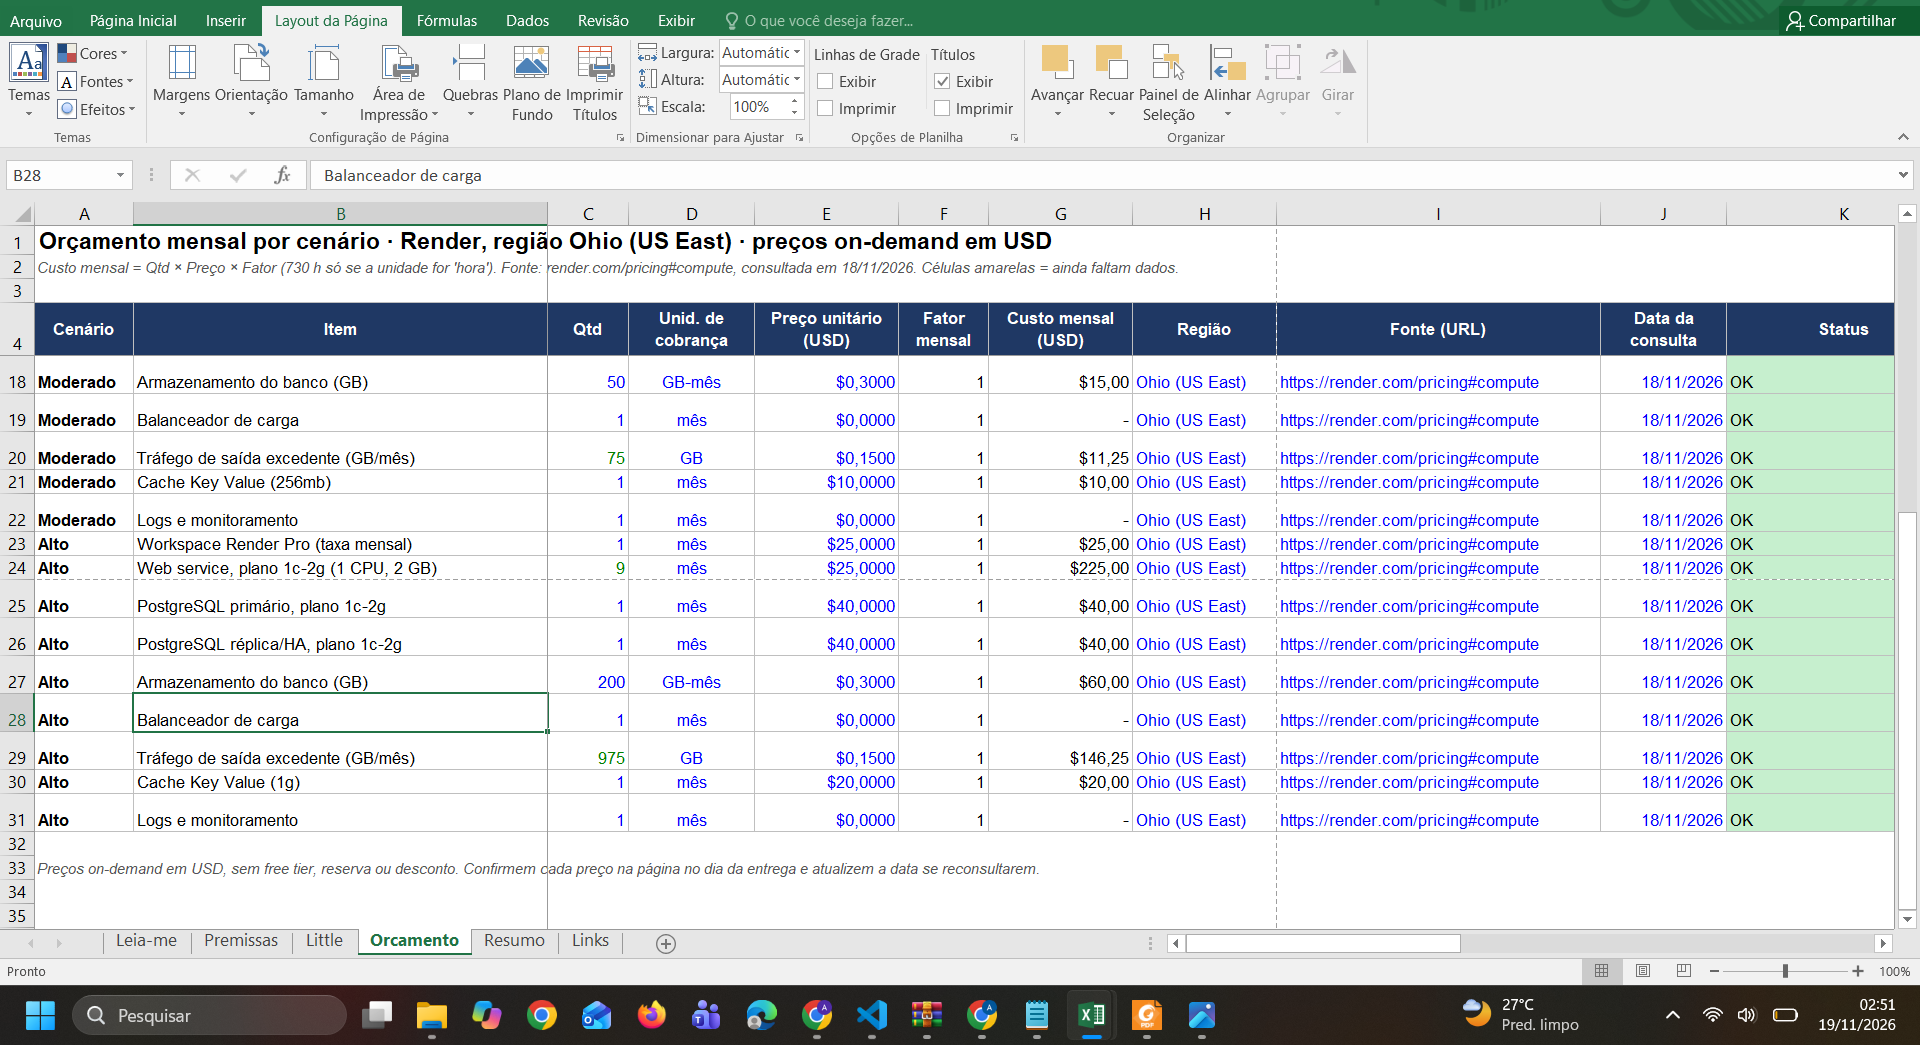 Arquivo Página Inicial Inserir Layout da Página Fórmulas Dados Revisão Exibir O que você deseja fazer... Compartilhar
Temas Cores Fontes Efeitos
Temas
Margens Orientação Tamanho Área de Impressão Quebras Plano de Fundo Imprimir Títulos
Configuração de Página
Largura: Automátic
Altura: Automátic
Escala: 100%
Dimensionar para Ajustar
Linhas de Grade Títulos
Exibir Exibir
Imprimir Imprimir
Opções de Planilha
Avançar Recuar Painel de Seleção Alinhar Agrupar Girar
Organizar
B28 fx Balanceador de carga
A B C D E F G H I J K
1 Orçamento mensal por cenário · Render, região Ohio (US East) · preços on-demand em USD
2 Custo mensal = Qtd × Preço × Fator (730 h só se a unidade for 'hora'). Fonte: render.com/pricing#compute, consultada em 18/11/2026. Células amarelas = ainda faltam dados.
3
4 Cenário Item Qtd Unid. de cobrança Preço unitário (USD) Fator mensal Custo mensal (USD) Região Fonte (URL) Data da consulta Status
18 Moderado Armazenamento do banco (GB) 50 GB-mês $0,3000 1 $15,00 Ohio (US East) https://render.com/pricing#compute 18/11/2026 OK
19 Moderado Balanceador de carga 1 mês $0,0000 1 - Ohio (US East) https://render.com/pricing#compute 18/11/2026 OK
20 Moderado Tráfego de saída excedente (GB/mês) 75 GB $0,1500 1 $11,25 Ohio (US East) https://render.com/pricing#compute 18/11/2026 OK
21 Moderado Cache Key Value (256mb) 1 mês $10,0000 1 $10,00 Ohio (US East) https://render.com/pricing#compute 18/11/2026 OK
22 Moderado Logs e monitoramento 1 mês $0,0000 1 - Ohio (US East) https://render.com/pricing#compute 18/11/2026 OK
23 Alto Workspace Render Pro (taxa mensal) 1 mês $25,0000 1 $25,00 Ohio (US East) https://render.com/pricing#compute 18/11/2026 OK
24 Alto Web service, plano 1c-2g (1 CPU, 2 GB) 9 mês $25,0000 1 $225,00 Ohio (US East) https://render.com/pricing#compute 18/11/2026 OK
25 Alto PostgreSQL primário, plano 1c-2g 1 mês $40,0000 1 $40,00 Ohio (US East) https://render.com/pricing#compute 18/11/2026 OK
26 Alto PostgreSQL réplica/HA, plano 1c-2g 1 mês $40,0000 1 $40,00 Ohio (US East) https://render.com/pricing#compute 18/11/2026 OK
27 Alto Armazenamento do banco (GB) 200 GB-mês $0,3000 1 $60,00 Ohio (US East) https://render.com/pricing#compute 18/11/2026 OK
28 Alto Balanceador de carga 1 mês $0,0000 1 - Ohio (US East) https://render.com/pricing#compute 18/11/2026 OK
29 Alto Tráfego de saída excedente (GB/mês) 975 GB $0,1500 1 $146,25 Ohio (US East) https://render.com/pricing#compute 18/11/2026 OK
30 Alto Cache Key Value (1g) 1 mês $20,0000 1 $20,00 Ohio (US East) https://render.com/pricing#compute 18/11/2026 OK
31 Alto Logs e monitoramento 1 mês $0,0000 1 - Ohio (US East) https://render.com/pricing#compute 18/11/2026 OK
32
33 Preços on-demand em USD, sem free tier, reserva ou desconto. Confirmem cada preço na página no dia da entrega e atualizem a data se reconsultarem.
34
35
Leia-me Premissas Little Orcamento Resumo Links
Pronto 100%
Pesquisar 27°C Pred. limpo 02:51 19/11/2026